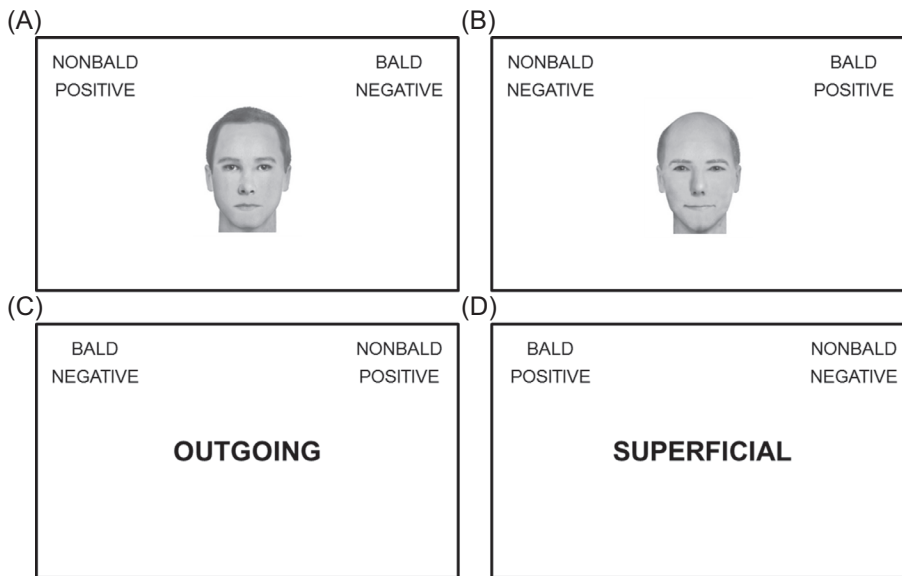 (A)
NONBALD
POSITIVE
BALD
NEGATIVE
(B)
NONBALD
NEGATIVE
BALD
POSITIVE
(C)
BALD
NEGATIVE
NONBALD
POSITIVE
OUTGOING
(D)
BALD
POSITIVE
NONBALD
NEGATIVE
SUPERFICIAL